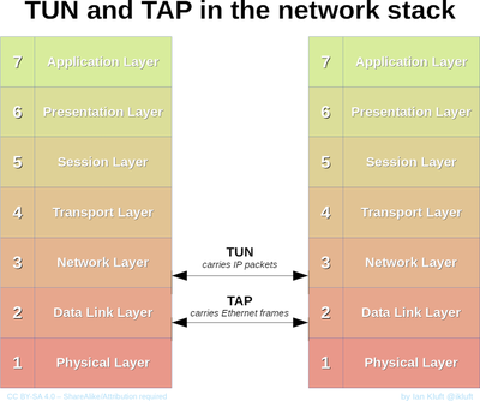 TUN and TAP in the network stack
7 Application Layer
6 Presentation Layer
5 Session Layer
4 Transport Layer
3 Network Layer
2 Data Link Layer
1 Physical Layer
TUN
carries IP packets
TAP
carries Ethernet frames
7 Application Layer
6 Presentation Layer
5 Session Layer
4 Transport Layer
3 Network Layer
2 Data Link Layer
1 Physical Layer
CC BY-SA 4.0 – ShareAlike/Attribution required
by Ian Kluft @ikluft